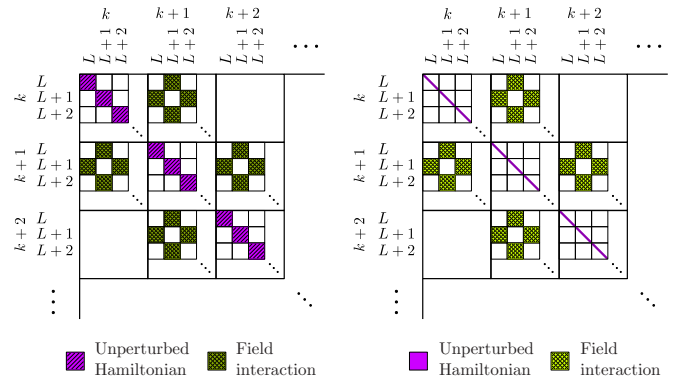 k k + 1 k + 2
L L + 1 L + 2 L L + 1 L + 2 L L + 1 L + 2 ...
k L
L + 1
L + 2
k + 1 L
L + 1
L + 2
k + 2 L
L + 1
L + 2
Unperturbed
Hamiltonian
Field
interaction
k k + 1 k + 2
L L + 1 L + 2 L L + 1 L + 2 L L + 1 L + 2 ...
k L
L + 1
L + 2
k + 1 L
L + 1
L + 2
k + 2 L
L + 1
L + 2
Unperturbed
Hamiltonian
Field
interaction